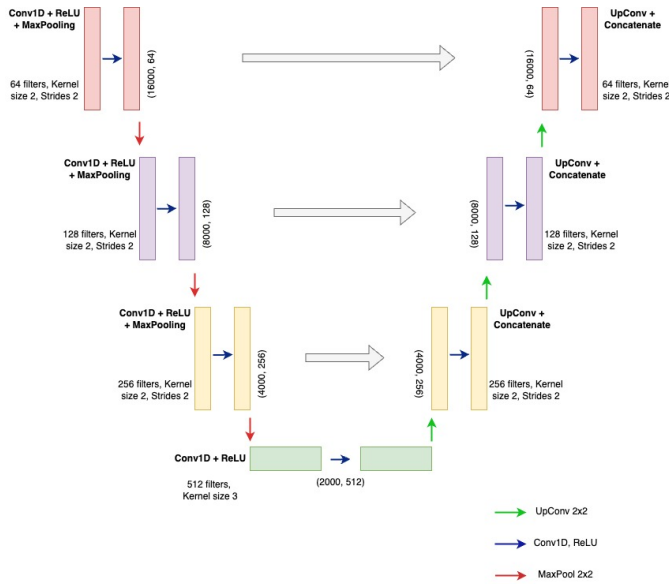 Conv1D + ReLU
+ MaxPooling
64 filters, Kernel
size 2, Strides 2
(16000, 64)
(16000, 64)
UpConv +
Concatenate
64 filters, Kernel
size 2, Strides 2
Conv1D + ReLU
+ MaxPooling
128 filters, Kernel
size 2, Strides 2
(8000, 128)
(8000, 128)
UpConv +
Concatenate
128 filters, Kernel
size 2, Strides 2
Conv1D + ReLU
+ MaxPooling
256 filters, Kernel
size 2, Strides 2
(4000, 256)
(4000, 256)
UpConv +
Concatenate
256 filters, Kernel
size 2, Strides 2
Conv1D + ReLU
512 filters,
Kernel size 3
(2000, 512)
UpConv 2x2
Conv1D, ReLU
MaxPool 2x2